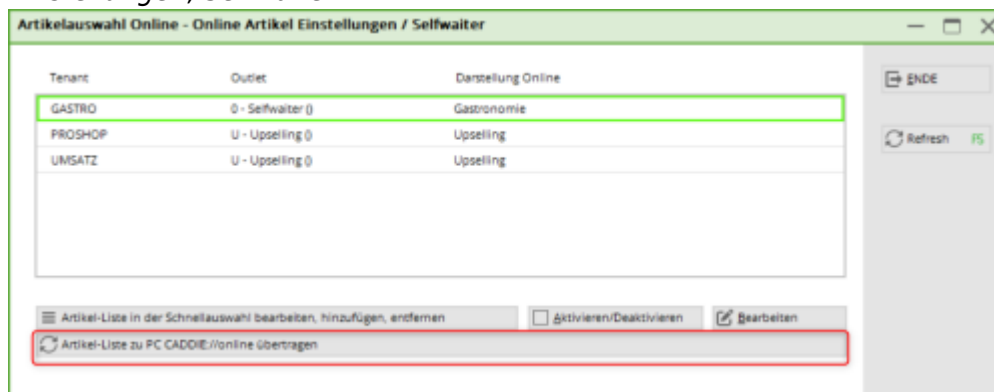 Artikelauswahl Online - Online Artikel Einstellungen / Selfwaiter
Tenant Outlet Darstellung Online
GASTRO 0 - Selfwaiter () Gastronomie
PROSHOP U - Upselling () Upselling
UMSATZ U - Upselling () Upselling
ENDE
Refresh F5
Artikel-Liste in der Schnellauswahl bearbeiten, hinzufügen, entfernen Aktivieren/Deaktivieren Bearbeiten
Artikel-Liste zu PC CADDIE://online übertragen